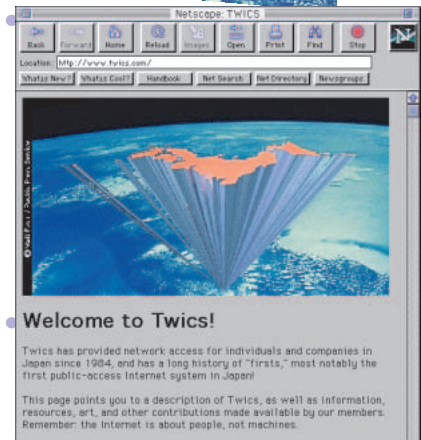 Netscape: TWICS
Back Forward Home Reload Images Open Print Find Stop
N
Location: http://www.twics.com/
What's New? What's Cool? Handbook Net Search Net Directory Newsgroups
Welcome to Twics!
Twics has provided network access for individuals and companies in
Japan since 1984, and has a long history of "firsts," most notably the
first public-access Internet system in Japan!
This page points you to a description of Twics, as well as information,
resources, art, and other contributions made available by our members.
Remember: the Internet is about people, not machines.